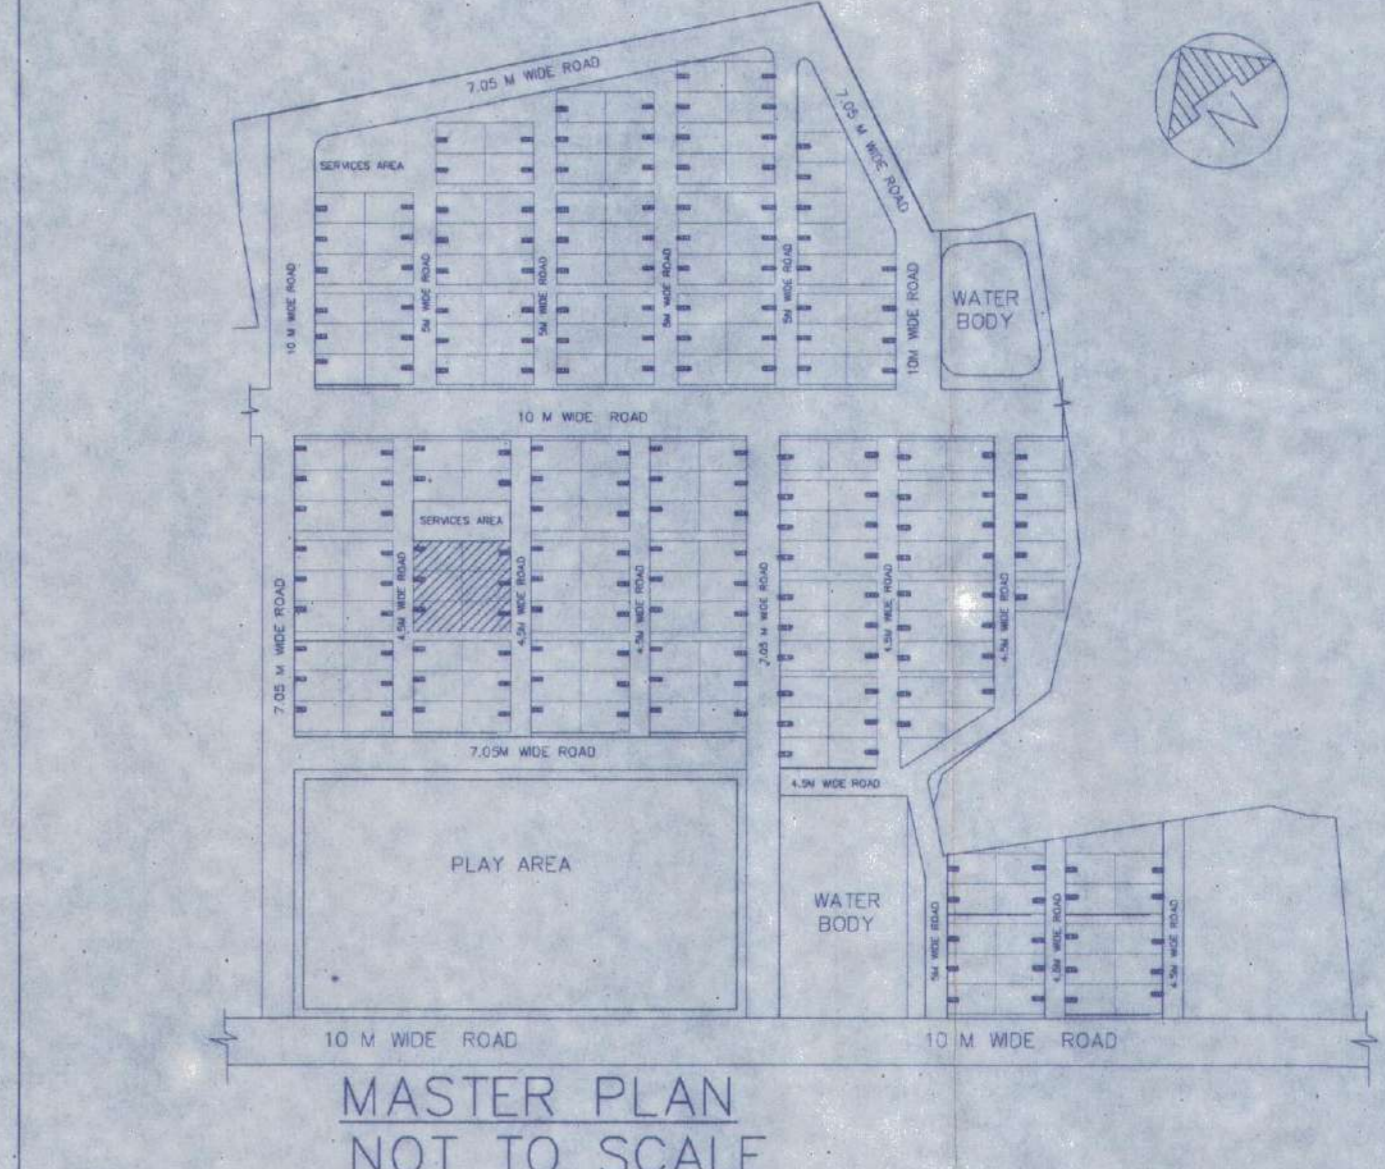 7.05 M WIDE ROAD
7.05 M WIDE ROAD
N
SERVICES AREA
10 M WIDE ROAD
5M WIDE ROAD
5M WIDE ROAD
5M WIDE ROAD
5M WIDE ROAD
10M WIDE ROAD
WATER
BODY
10 M WIDE ROAD
SERVICES AREA
7.05 M WIDE ROAD
4.5M WIDE ROAD
4.5M WIDE ROAD
4.5M WIDE ROAD
7.05 M WIDE ROAD
4.5M WIDE ROAD
4.5M WIDE ROAD
7.05M WIDE ROAD
4.5M WIDE ROAD
PLAY AREA
WATER
BODY
5M WIDE ROAD
4.5M WIDE ROAD
4.5M WIDE ROAD
10 M WIDE ROAD
10 M WIDE ROAD
MASTER PLAN
NOT TO SCALE